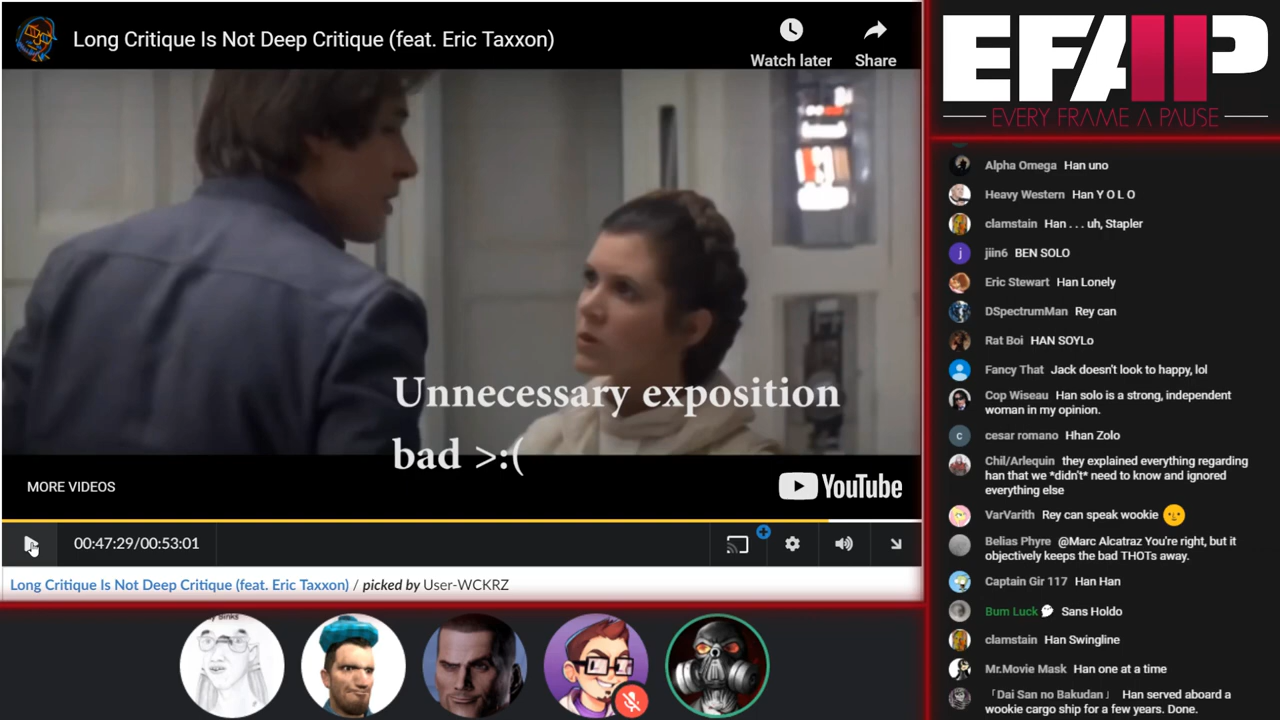 Long Critique Is Not Deep Critique (feat. Eric Taxxon)
Watch later
Share
Unnecessary exposition
bad >:(
MORE VIDEOS
YouTube
00:47:29/00:53:01
Long Critique Is Not Deep Critique (feat. Eric Taxxon) / picked by User-WCKRZ
EFAP
EVERY FRAME A PAUSE
Alpha Omega Han uno
Heavy Western Han Y O L O
clamstain Han . . . uh, Stapler
j
jiin6 BEN SOLO
Eric Stewart Han Lonely
DSpectrumMan Rey can
Rat Boi HAN SOYLo
Fancy That Jack doesn't look to happy, lol
Cop Wiseau Han solo is a strong, independent
woman in my opinion.
c
cesar romano Hhan Zolo
Chil/Arlequin they explained everything regarding
han that we *didn't* need to know and ignored
everything else
VarVarith Rey can speak wookie 🌞
Belias Phyre @Marc Alcatraz You're right, but it
objectively keeps the bad THOTs away.
Captain Gir 117 Han Han
Bum Luck Sans Holdo
clamstain Han Swingline
Mr.Movie Mask Han one at a time
「Dai San no Bakudan」 Han served aboard a
wookie cargo ship for a few years. Done.